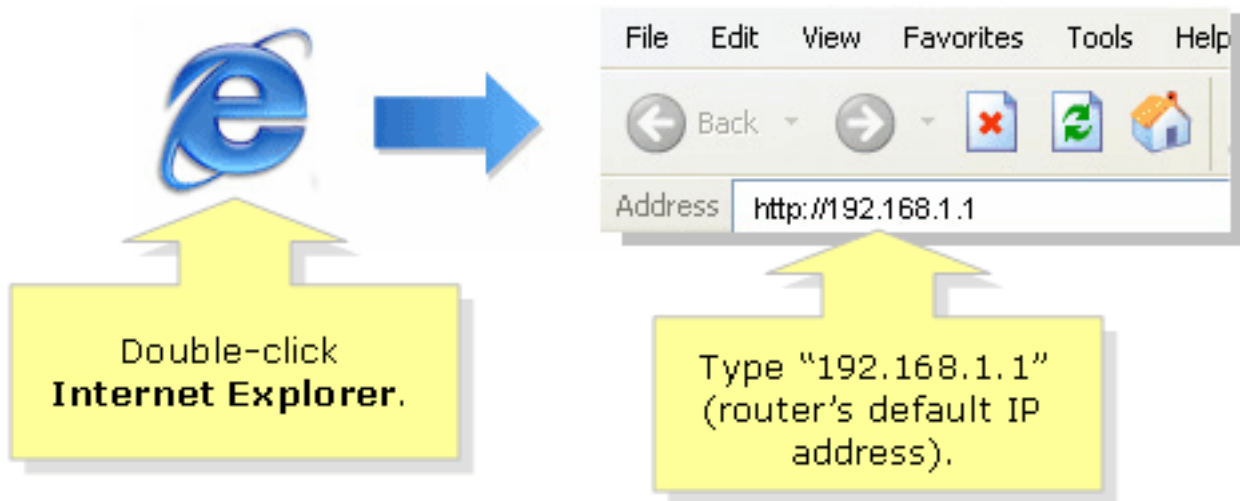 File Edit View Favorites Tools Help
Back
Address http://192.168.1.1
Double-click
Internet Explorer.
Type “192.168.1.1”
(router’s default IP
address).